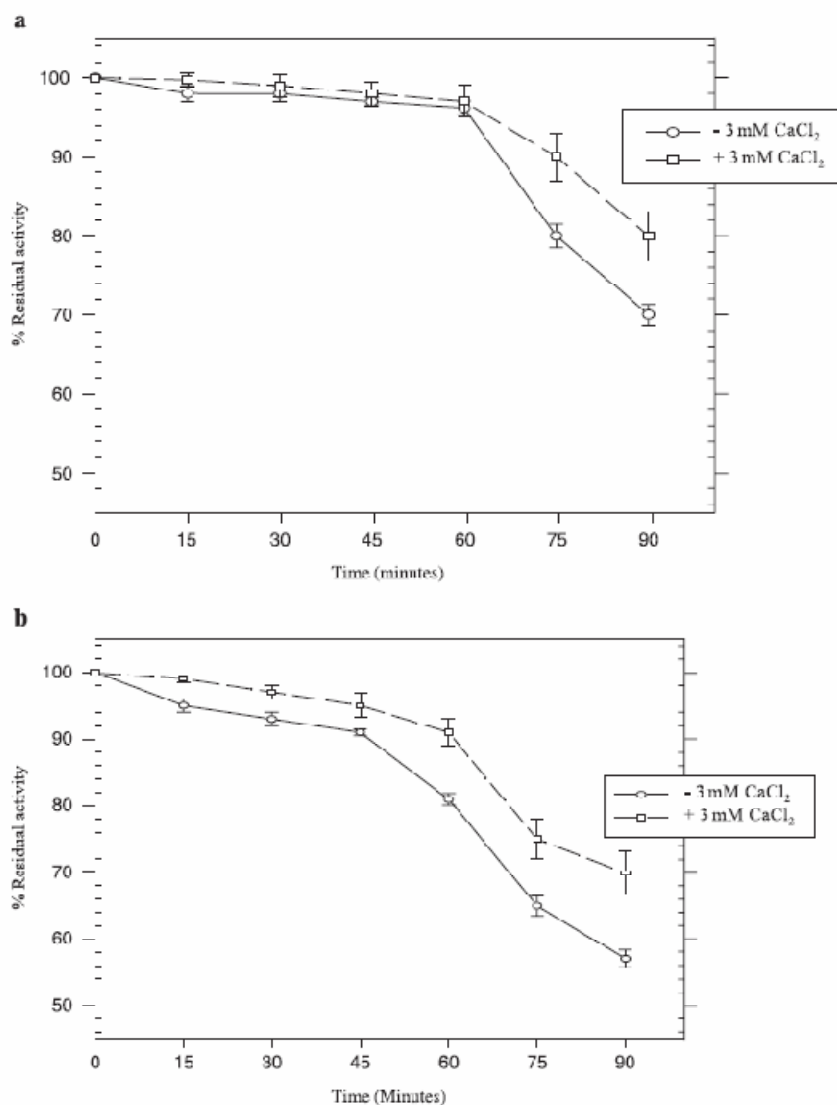 a
100
90
80
70
60
50
% Residual activity
- 3 mM CaCl₂
+ 3 mM CaCl₂
0 15 30 45 60 75 90
Time (minutes)
b
100
90
80
70
60
50
% Residual activity
- 3 mM CaCl₂
+ 3 mM CaCl₂
0 15 30 45 60 75 90
Time (Minutes)